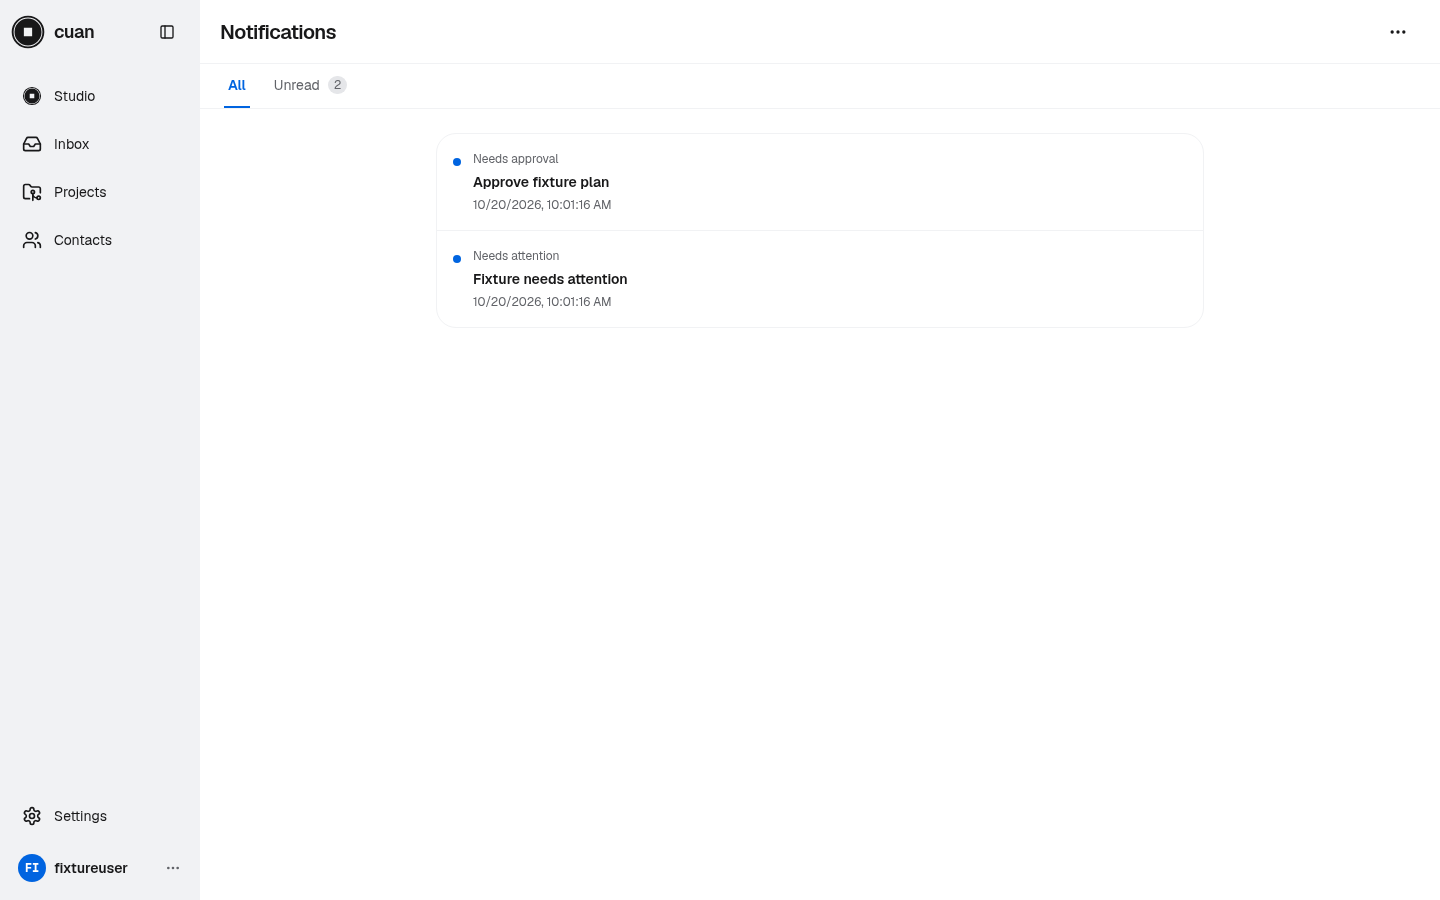 cuan
Studio
Inbox
Projects
Contacts
Settings
FI fixtureuser
Notifications
All
Unread 2
Needs approval
Approve fixture plan
10/20/2026, 10:01:16 AM
Needs attention
Fixture needs attention
10/20/2026, 10:01:16 AM